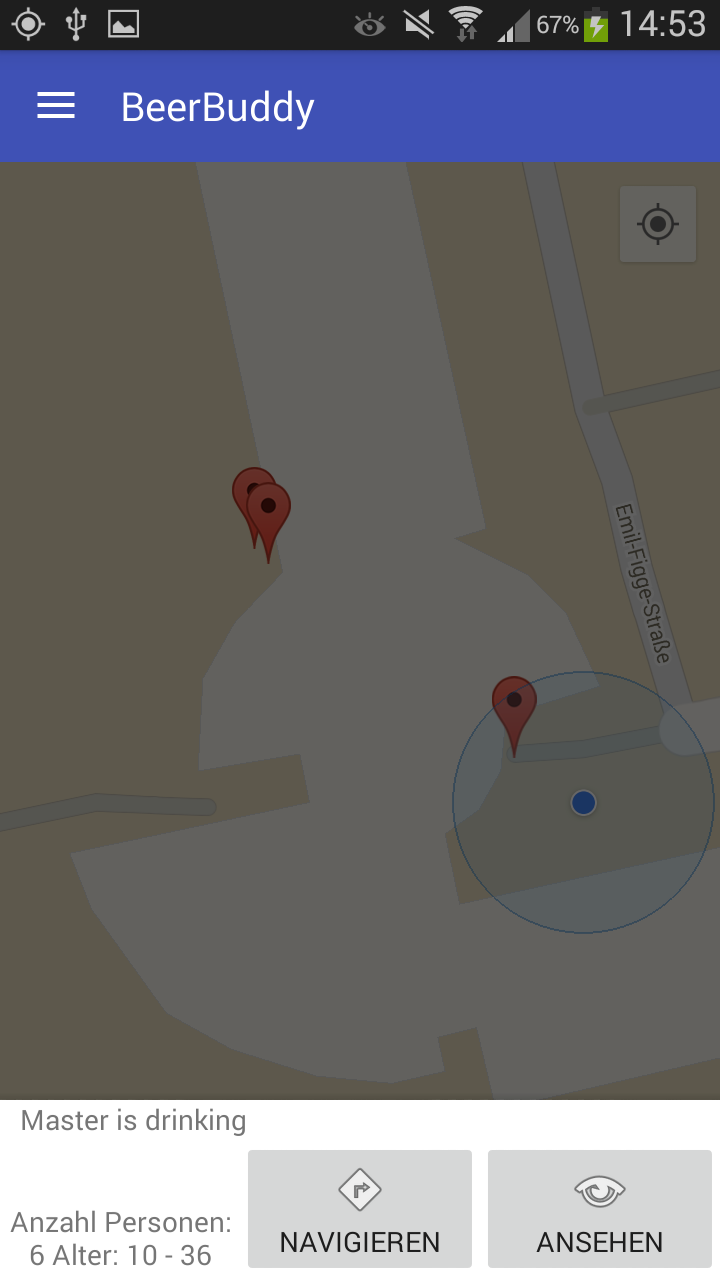 67% 14:53
BeerBuddy
Emil-Figge-Straße
Master is drinking
Anzahl Personen:
6 Alter: 10 - 36
NAVIGIEREN
ANSEHEN